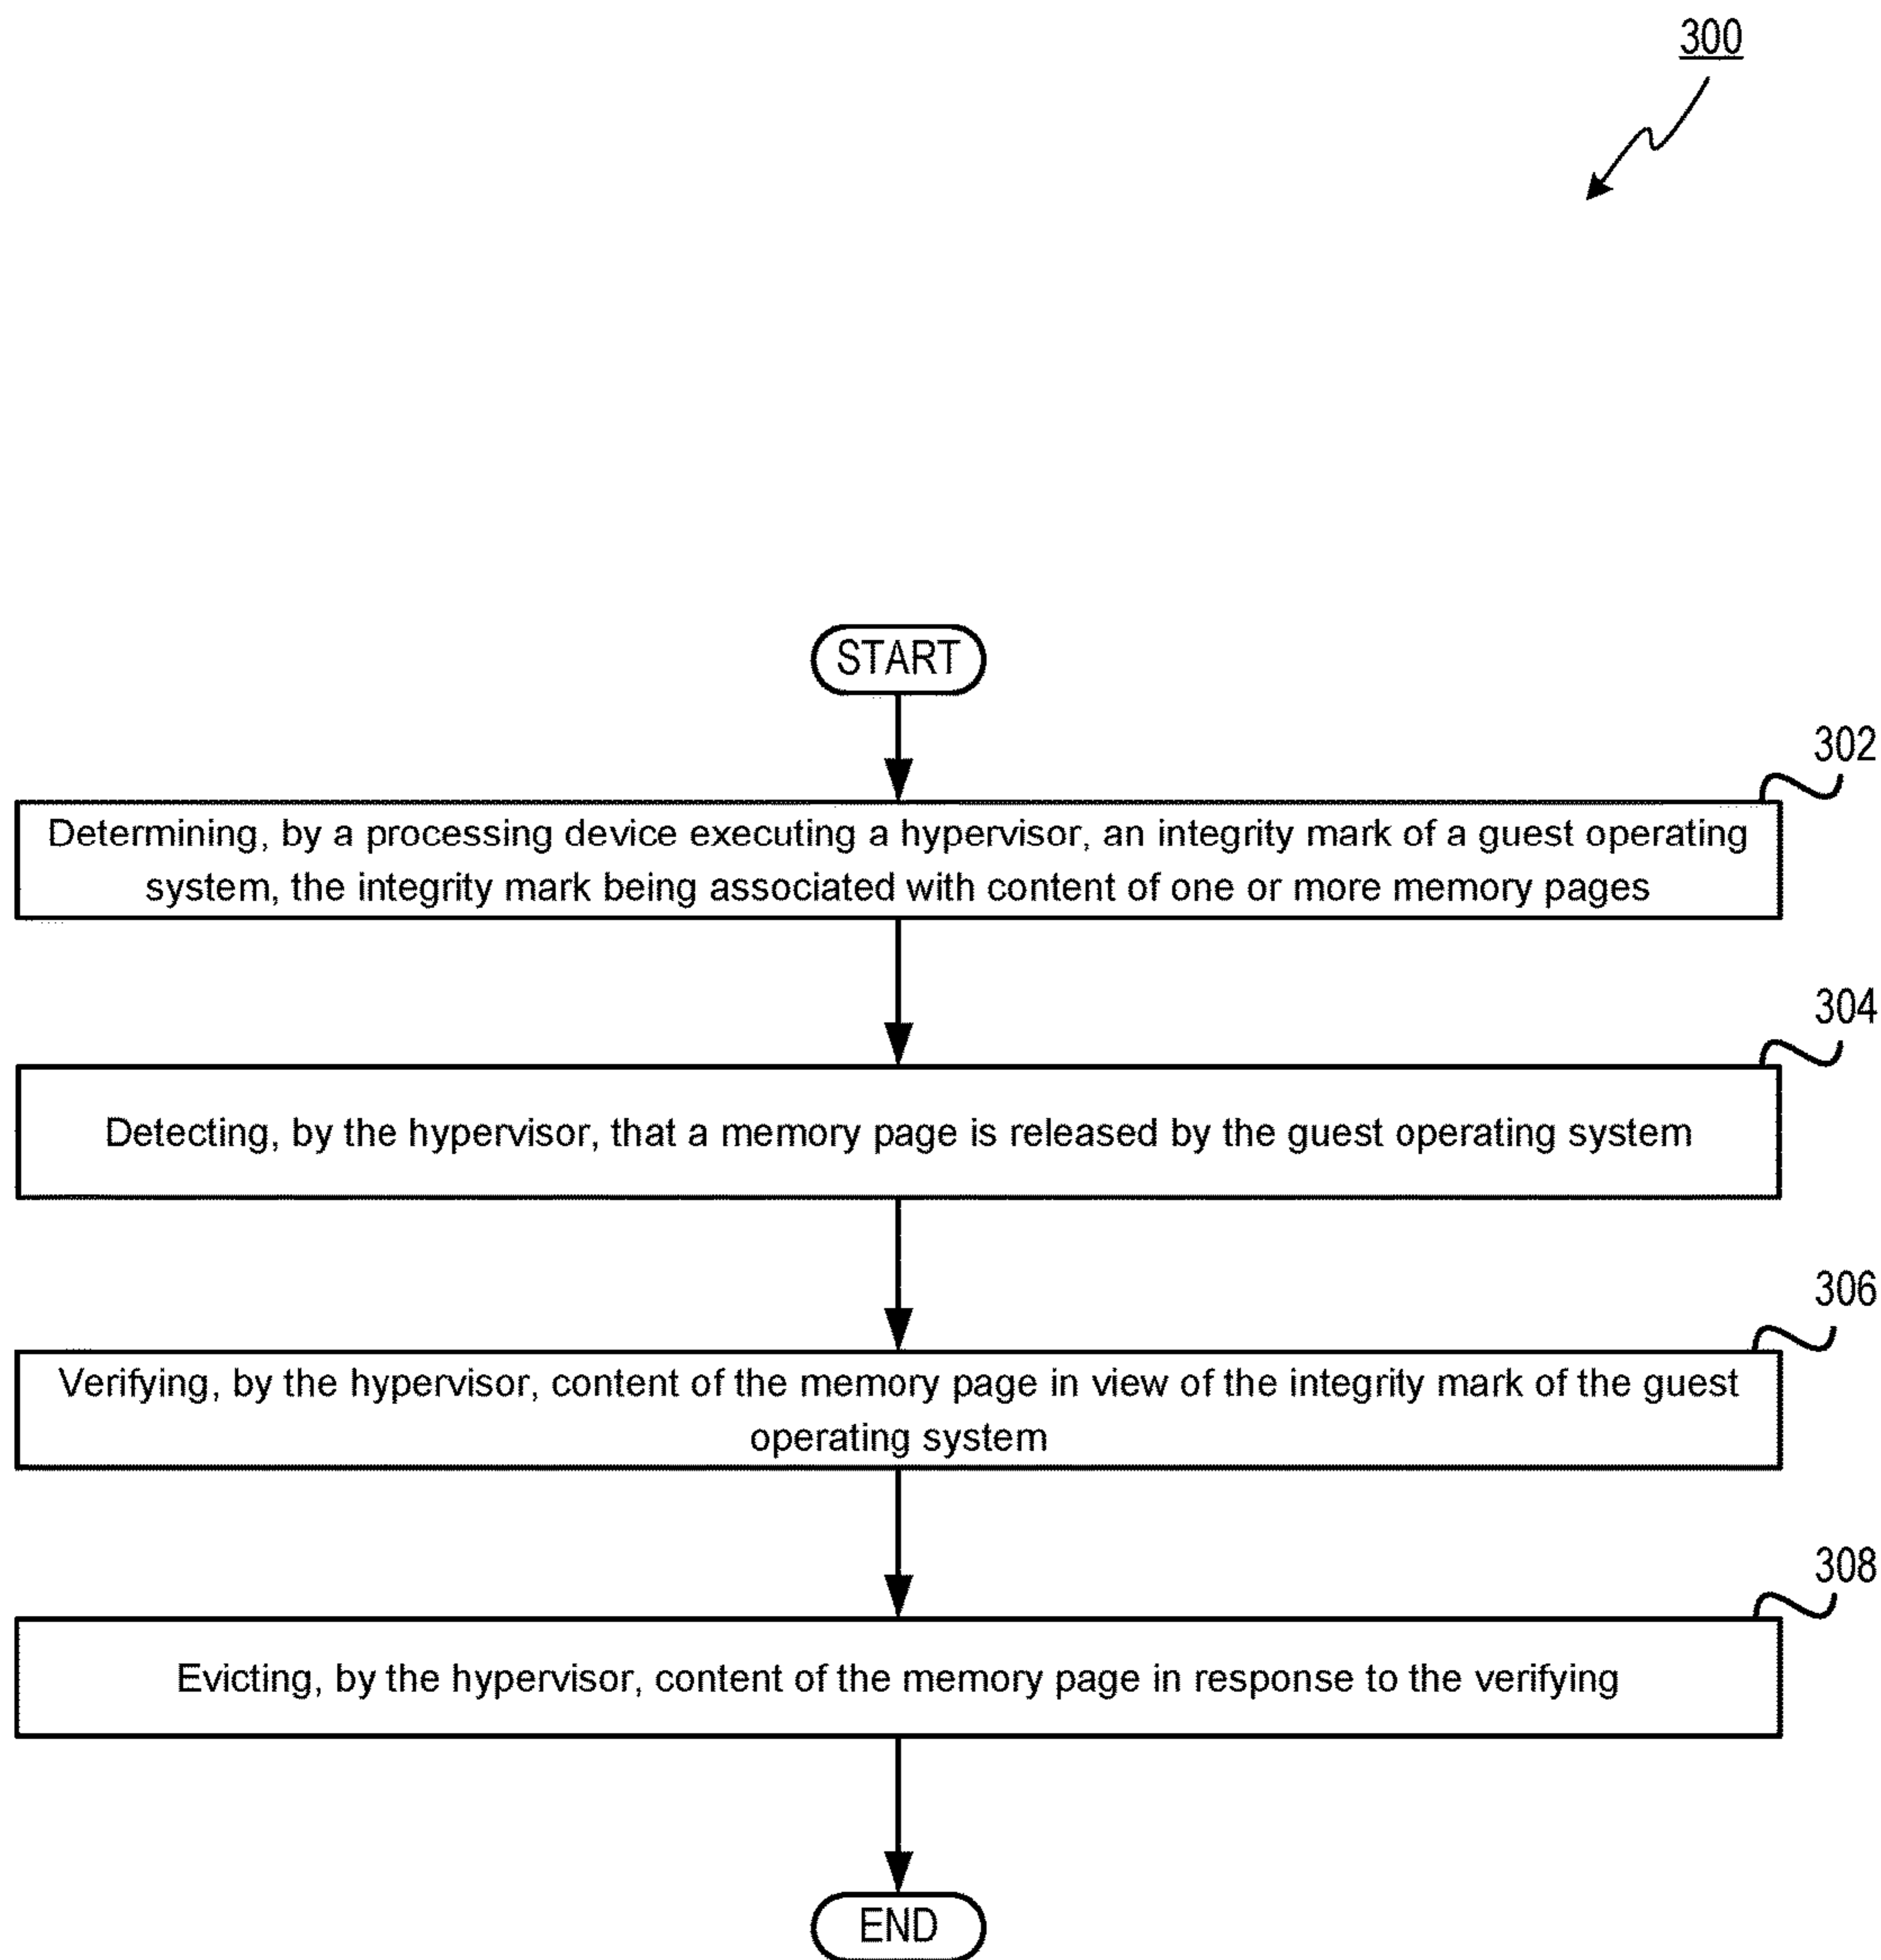 300
START
302
Determining, by a processing device executing a hypervisor, an integrity mark of a guest operating
system, the integrity mark being associated with content of one or more memory pages
304
Detecting, by the hypervisor, that a memory page is released by the guest operating system
306
Verifying, by the hypervisor, content of the memory page in view of the integrity mark of the guest
operating system
308
Evicting, by the hypervisor, content of the memory page in response to the verifying
END